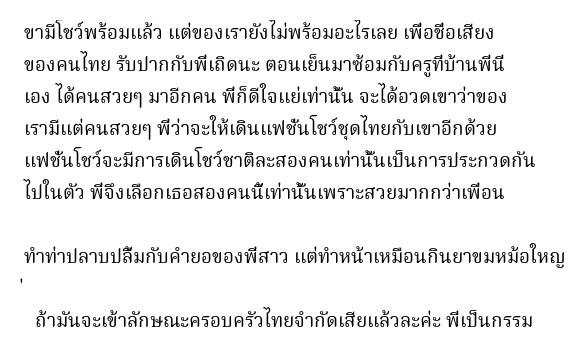 ขามีโชว์พร้อมแล้ว แต่ของเรายังไม่พร้อมอะไรเลย เพื่อชื่อเสียง
ของคนไทย รับปากกับพี่เถิดนะ ตอนเย็นมาซ้อมกับครูที่บ้านพี่นี่
เอง ได้คนสวยๆ มาอีกคน พี่ก็ดีใจแย่เท่านั้น จะได้อวดเขาว่าของ
เรามีแต่คนสวยๆ พี่ว่าจะให้เดินแฟชั่นโชว์ชุดไทยกับเขาอีกด้วย
แฟชั่นโชว์จะมีการเดินโชว์ชาติละสองคนเท่านั้นเป็นการประกวดกัน
ไปในตัว พี่จึงเลือกเธอสองคนนี้เท่านั้นเพราะสวยมากกว่าเพื่อน
ทำท่าปลาบปลื้มกับคำยอของพี่สาว แต่ทำหน้าเหมือนกินยาขมหม้อใหญ
่
ถ้ามันจะเข้าลักษณะครอบครัวไทยจำกัดเสียแล้วละค่ะ พี่เป็นกรรม